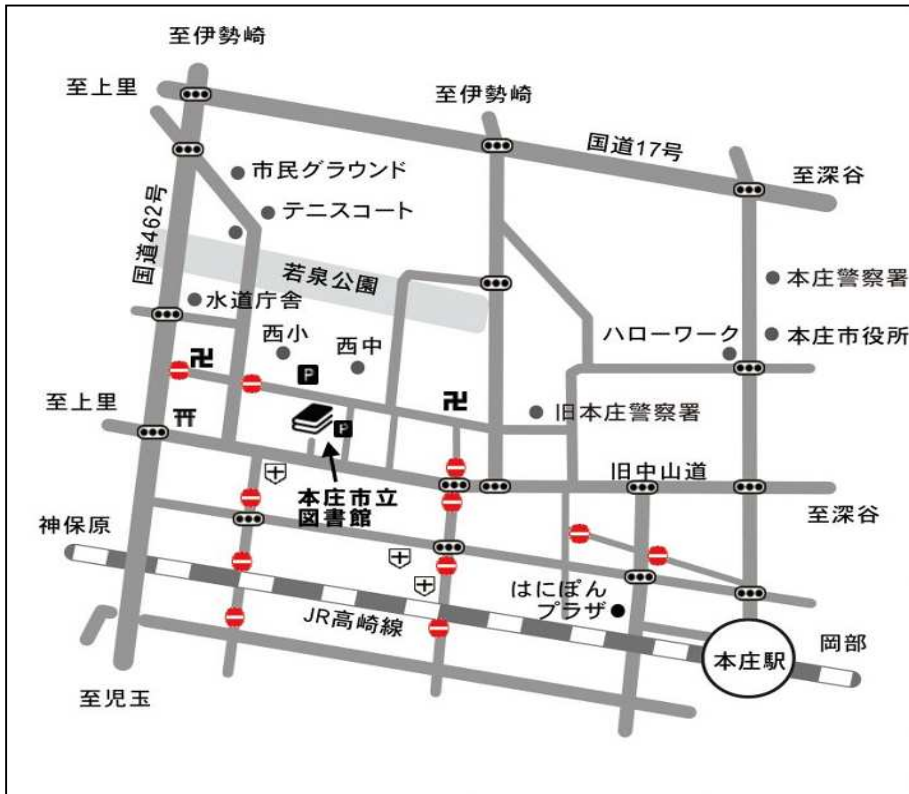 至伊勢崎
至上里
至伊勢崎
国道17号
至深谷
市民グラウンド
テニスコート
国道462号
若泉公園
本庄警察署
水道庁舎
ハローワーク
本庄市役所
西小
西中
卍
P
卍
至上里
旧本庄警察署
P
旧中山道
本庄市立
図書館
至深谷
神保原
はにぽん
プラザ
JR高崎線
岡部
本庄駅
至児玉